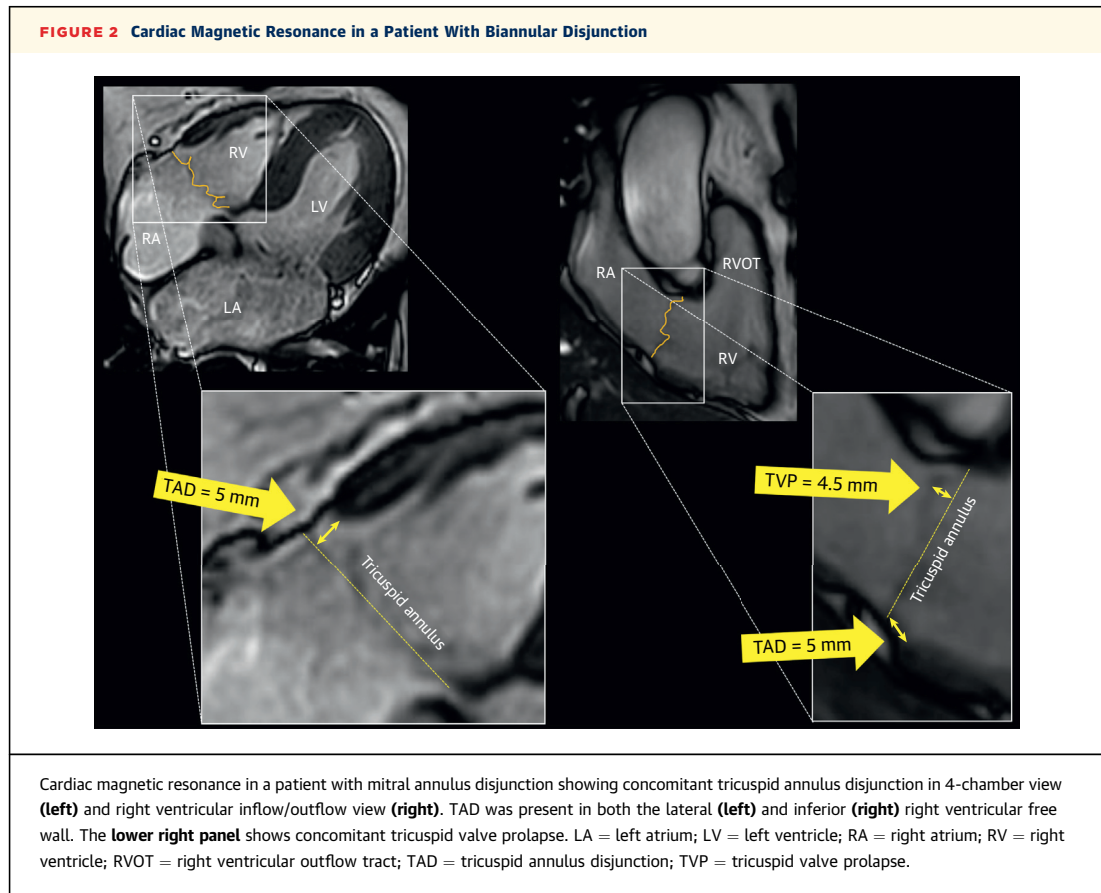 FIGURE 2 Cardiac Magnetic Resonance in a Patient With Biannular Disjunction
RV
LV
RA
LA
RA
RVOT
RV
TAD = 5 mm
Tricuspid annulus
TVP = 4.5 mm
Tricuspid annulus
TAD = 5 mm
Cardiac magnetic resonance in a patient with mitral annulus disjunction showing concomitant tricuspid annulus disjunction in 4-chamber view
(left) and right ventricular inflow/outflow view (right). TAD was present in both the lateral (left) and inferior (right) right ventricular free
wall. The lower right panel shows concomitant tricuspid valve prolapse. LA = left atrium; LV = left ventricle; RA = right atrium; RV = right
ventricle; RVOT = right ventricular outflow tract; TAD = tricuspid annulus disjunction; TVP = tricuspid valve prolapse.